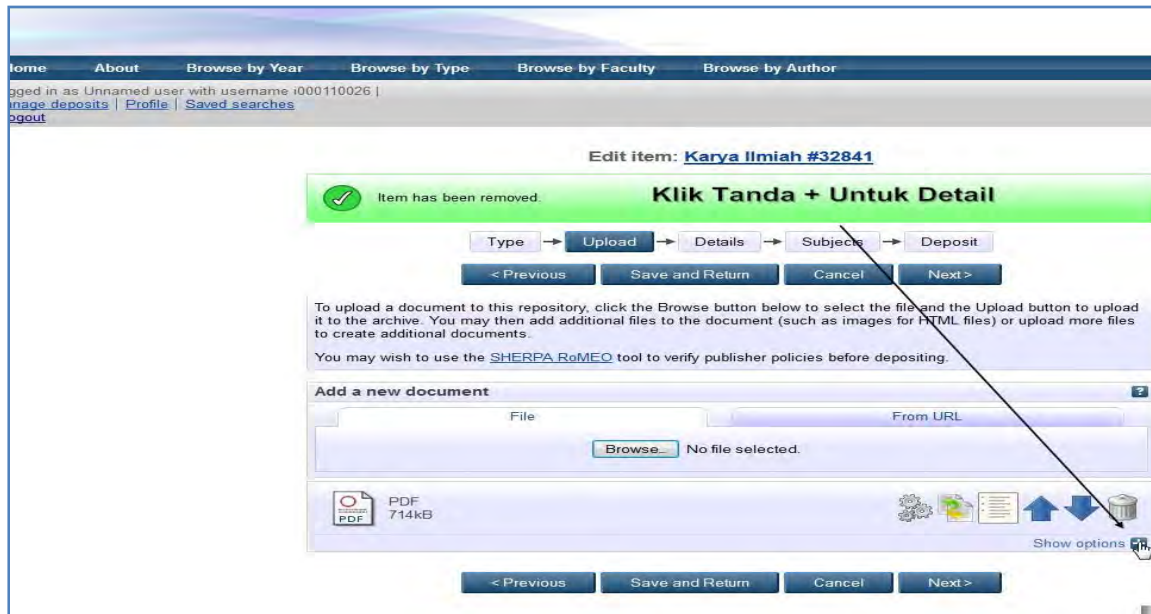 ome About Browse by Year Browse by Type Browse by Faculty Browse by Author
gged in as Unnamed user with username i000110026 |
nage deposits | Profile | Saved searches
ogout
Edit item: Karya Ilmiah #32841
Item has been removed. Klik Tanda + Untuk Detail
Type Upload Details Subjects Deposit
< Previous Save and Return Cancel Next >
To upload a document to this repository, click the Browse button below to select the file and the Upload button to upload
it to the archive. You may then add additional files to the document (such as images for HTML files) or upload more files
to create additional documents.
You may wish to use the SHERPA RoMEO tool to verify publisher policies before depositing.
Add a new document ?
File From URL
Browse... No file selected.
PDF PDF
714kB
Show options
< Previous Save and Return Cancel Next >